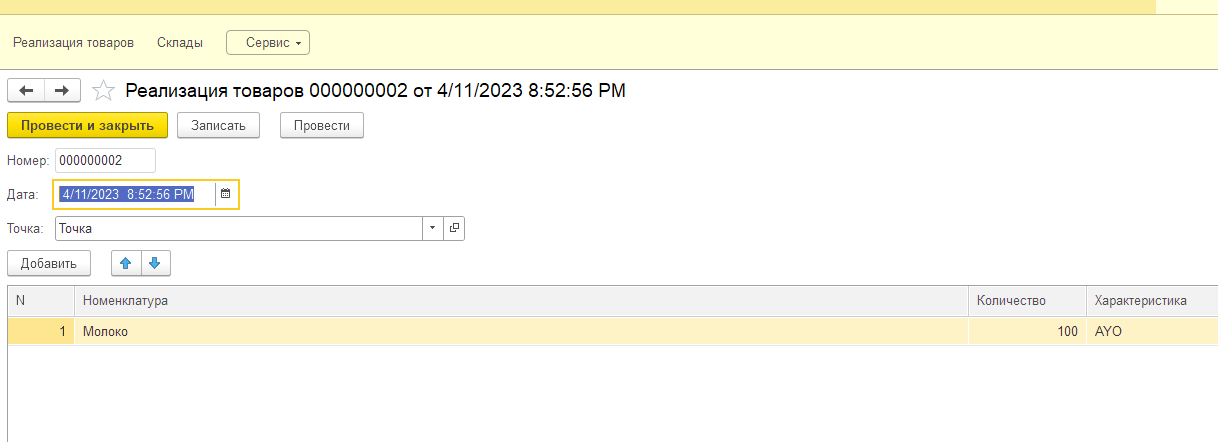 Реализация товаров Склады Сервис
Реализация товаров 000000002 от 4/11/2023 8:52:56 PM
Провести и закрыть Записать Провести
Номер: 000000002
Дата: 4/11/2023 8:52:56 PM
Точка: Точка
Добавить
N Номенклатура Количество Характеристика
1 Молоко 100 AYO